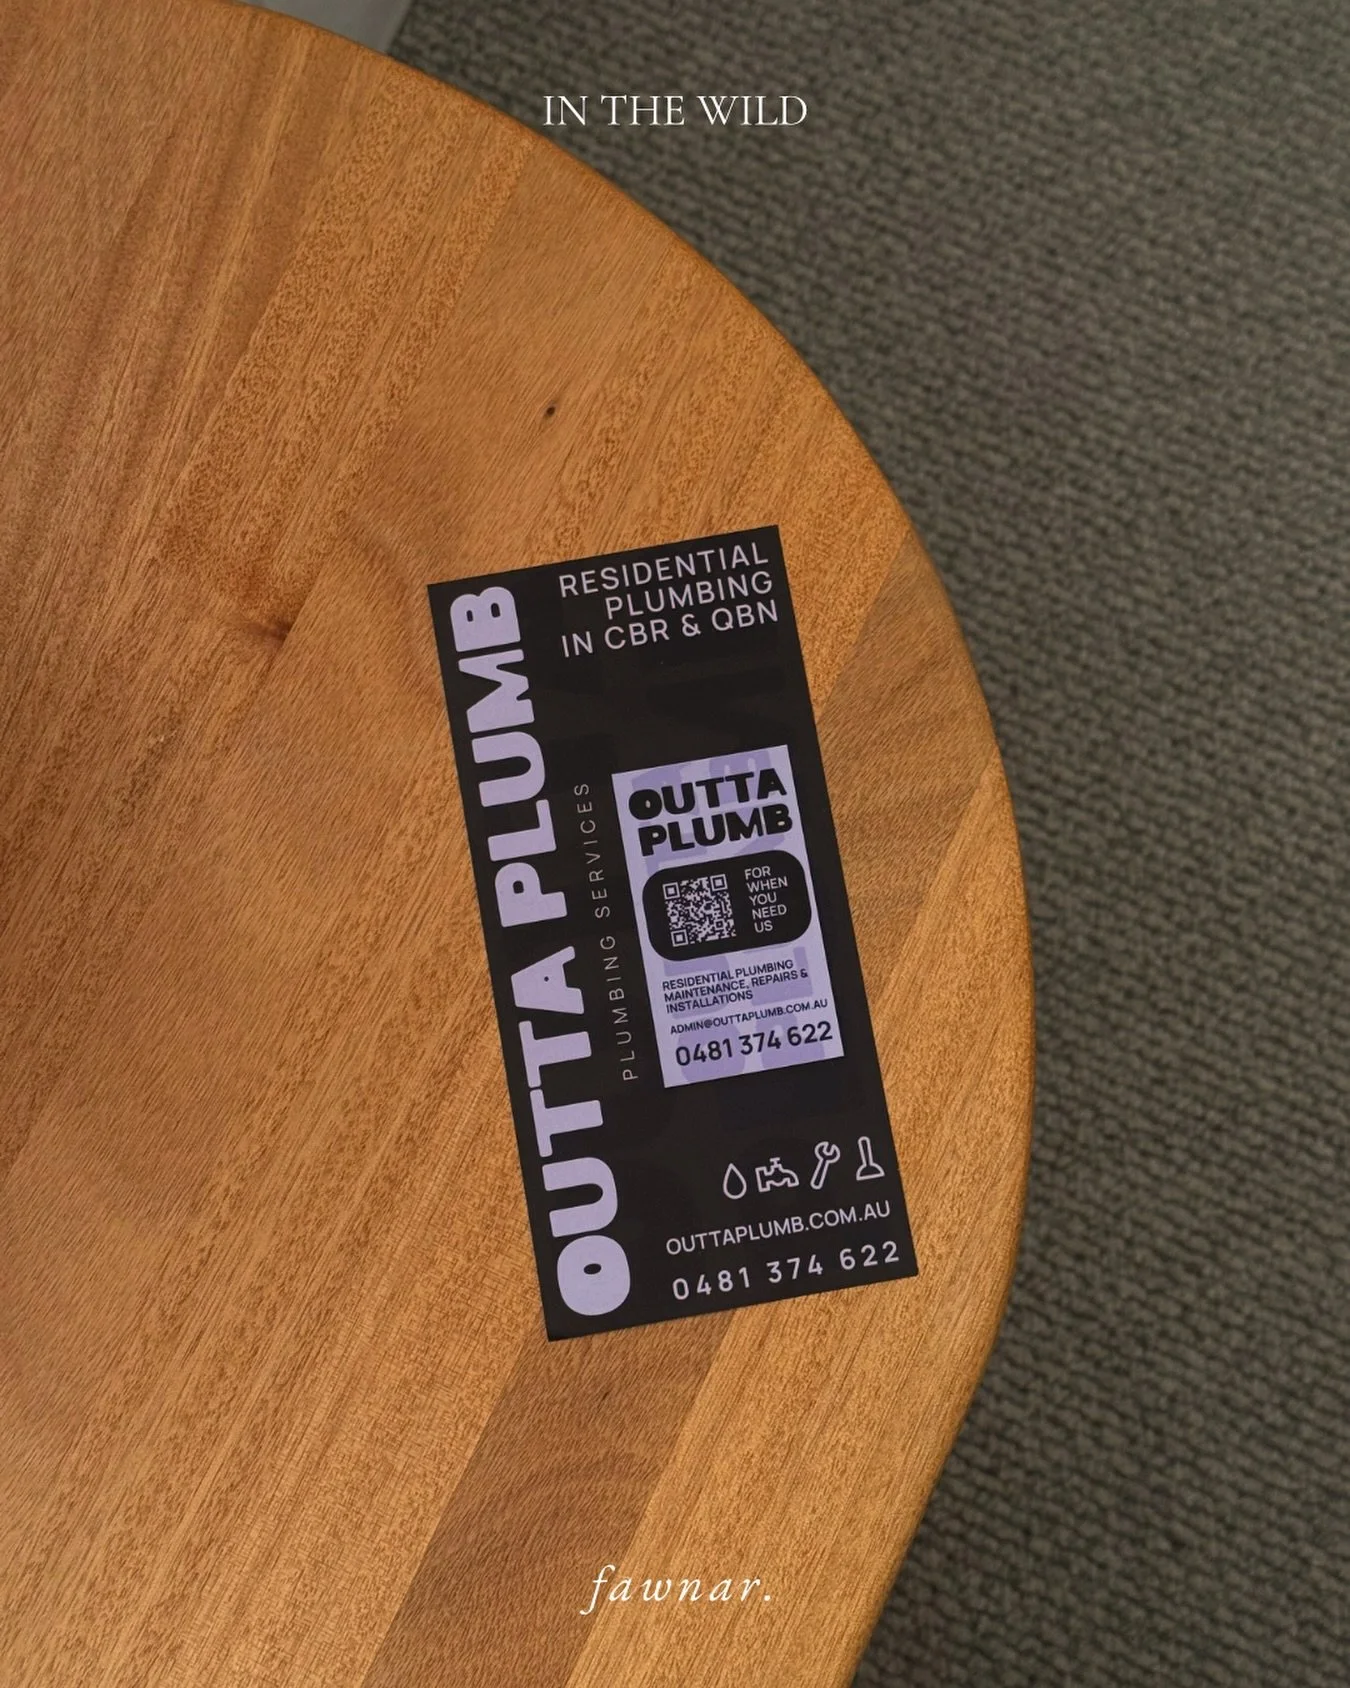 IN THE WILD
RESIDENTIAL
PLUMBING
IN CBR & QBN
OUTTA PLUMB
PLUMBING SERVICES
OUTTA
PLUMB
FOR
WHEN
YOU
NEED
US
RESIDENTIAL PLUMBING
MAINTENANCE, REPAIRS &
INSTALLATIONS
ADMIN@OUTTAPLUMB.COM.AU
0481 374 622
OUTTAPLUMB.COM.AU
0481 374 622
fawnar.